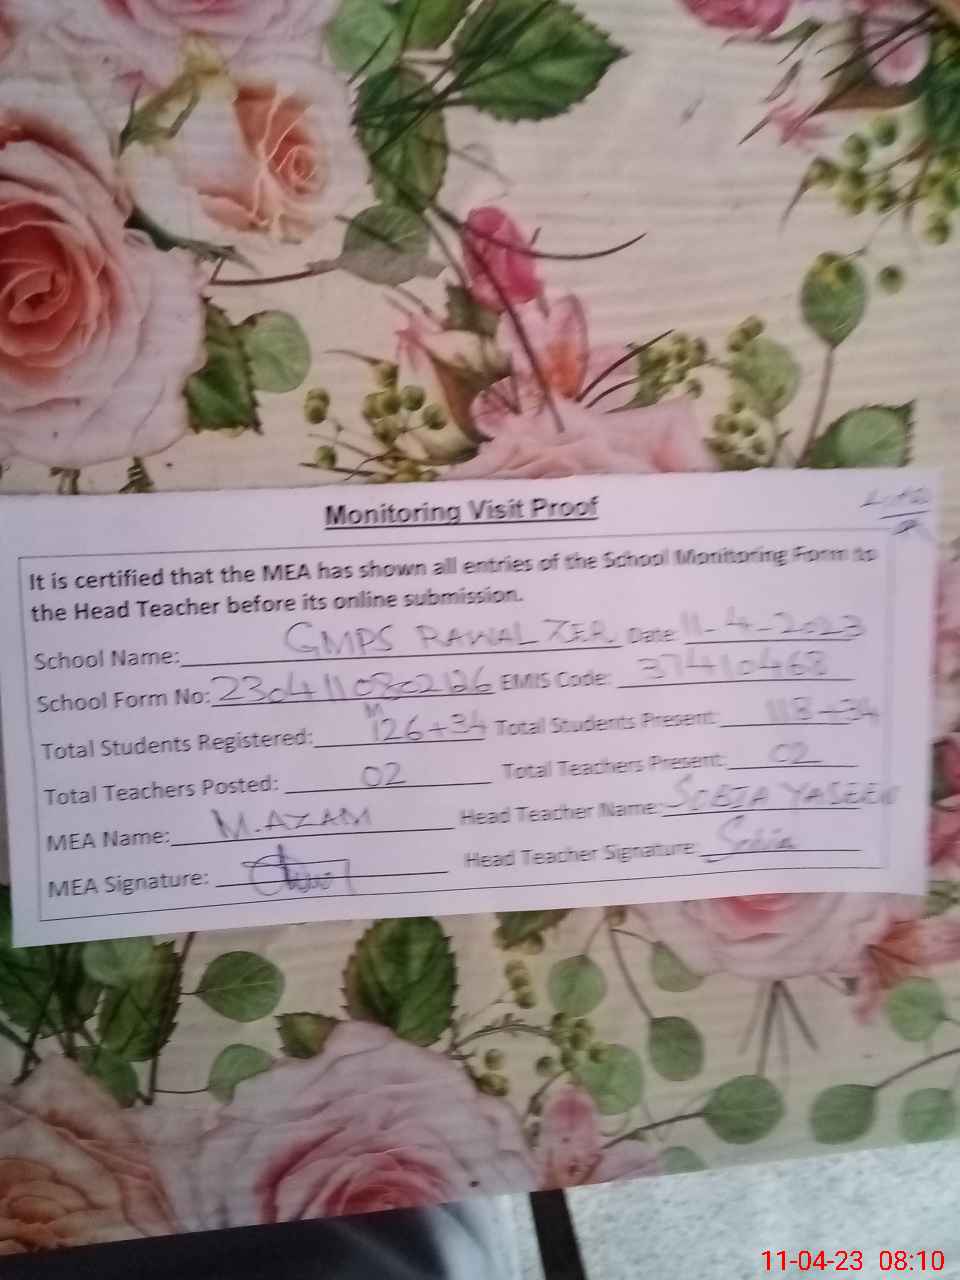 Monitoring Visit Proof
It is certified that the MEA has shown all entries of the School Monitoring Form to
the Head Teacher before its online submission.
School Name: GMPS RAWAL ZER Date: 11-4-2023
School Form No: EMIS Code: 37410468
M
Total Students Registered: 126+34 Total Students Present: 118+34
Total Teachers Posted: 02 Total Teachers Present: 02
MEA Name: M.AZAM Head Teacher Name: SOBIA YASEEN
MEA Signature: Head Teacher Signature: Sobia
11-04-23 08:10